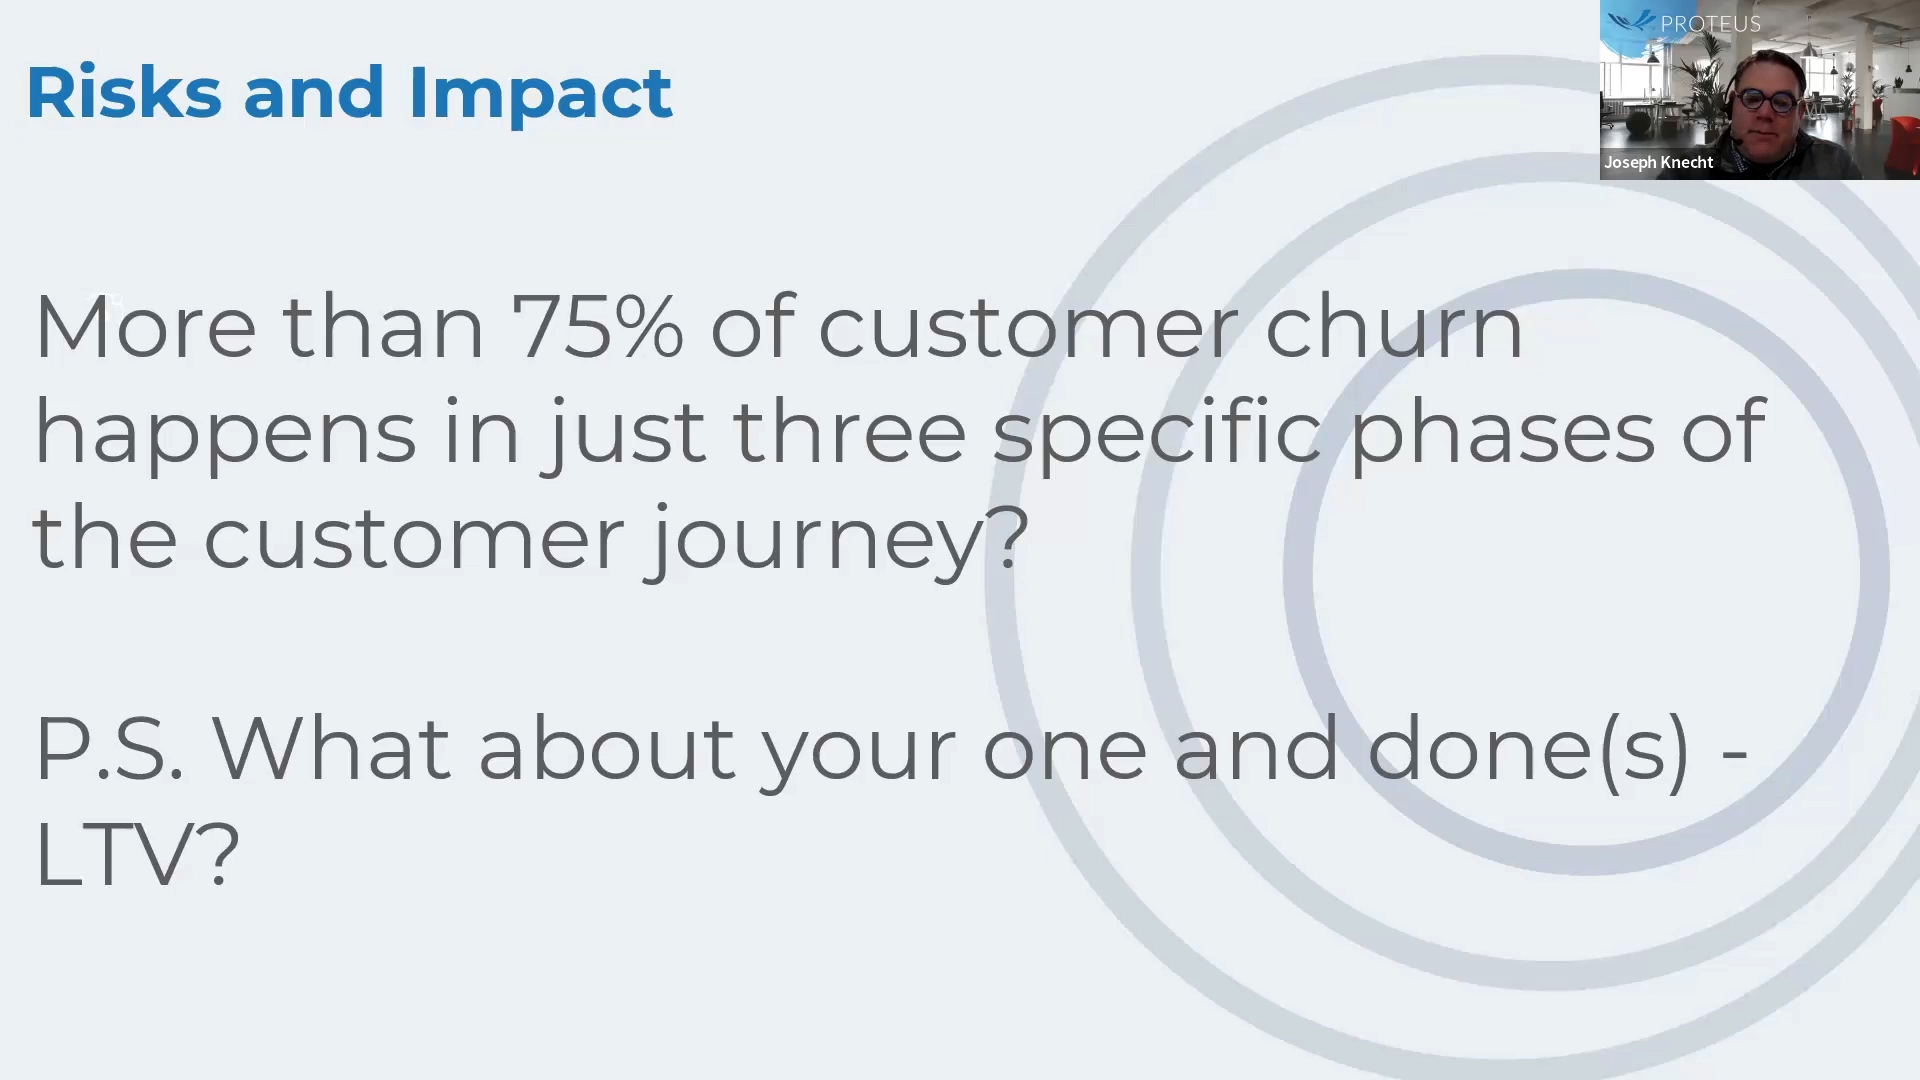 Risks and Impact
PROTEUS
Joseph Knecht
More than 75% of customer churn
happens in just three specific phases of
the customer journey?
P.S. What about your one and done(s) -
LTV?